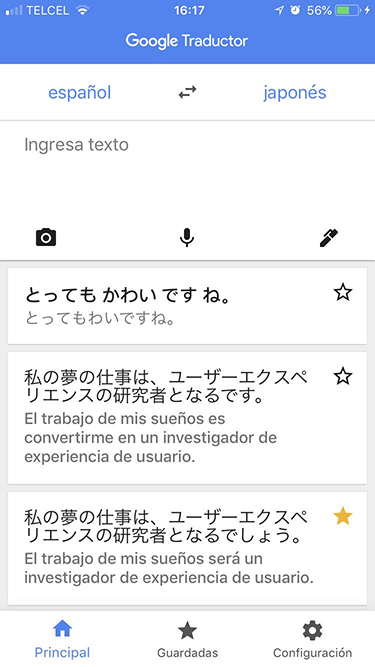 TELCEL 16:17 56%
Google Traductor
español japonés
Ingresa texto
とっても かわい です ね。
とってもわいですね。
私の夢の仕事は、ユーザーエクスペ
リエンスの研究者となるです。
El trabajo de mis sueños es
convertirme en un investigador de
experiencia de usuario.
私の夢の仕事は、ユーザーエクスペ
リエンスの研究者となるでしょう。
El trabajo de mis sueños será un
investigador de experiencia de usuario.
Principal Guardadas Configuración